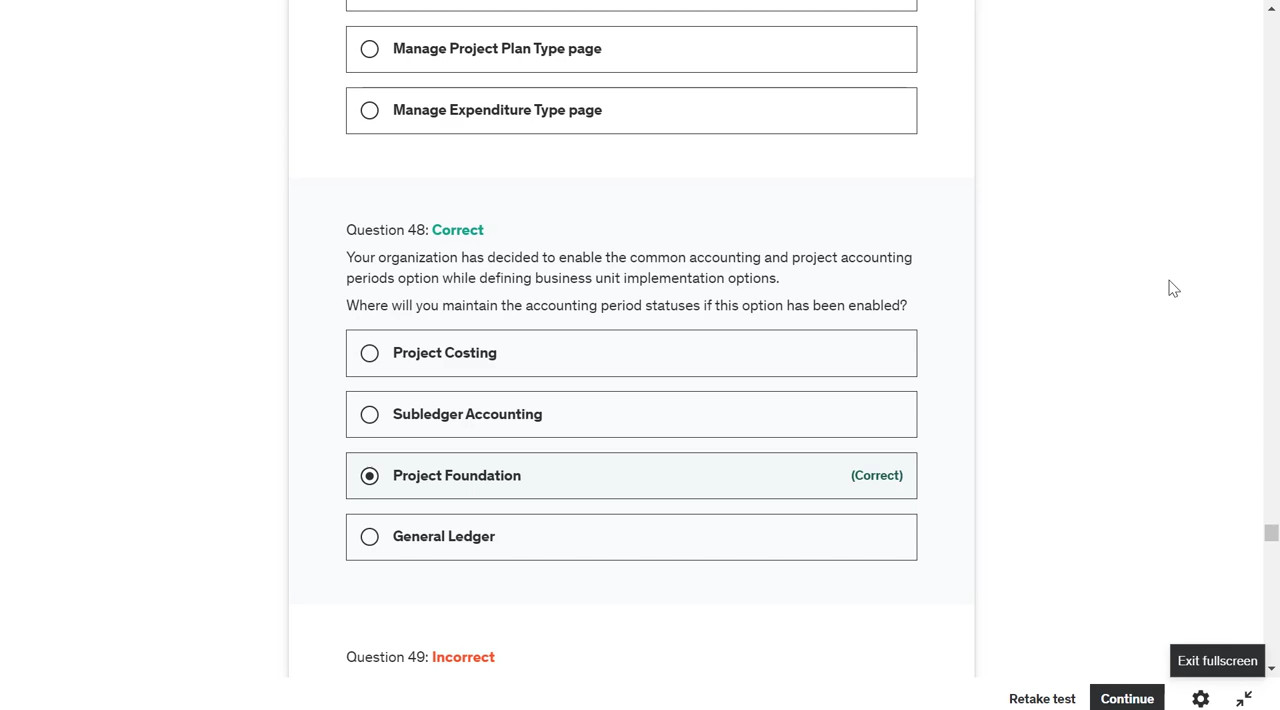 Manage Project Plan Type page
Manage Expenditure Type page
Question 48: Correct
Your organization has decided to enable the common accounting and project accounting
periods option while defining business unit implementation options.
Where will you maintain the accounting period statuses if this option has been enabled?
Project Costing
Subledger Accounting
Project Foundation (Correct)
General Ledger
Question 49: Incorrect
Exit fullscreen
Retake test Continue